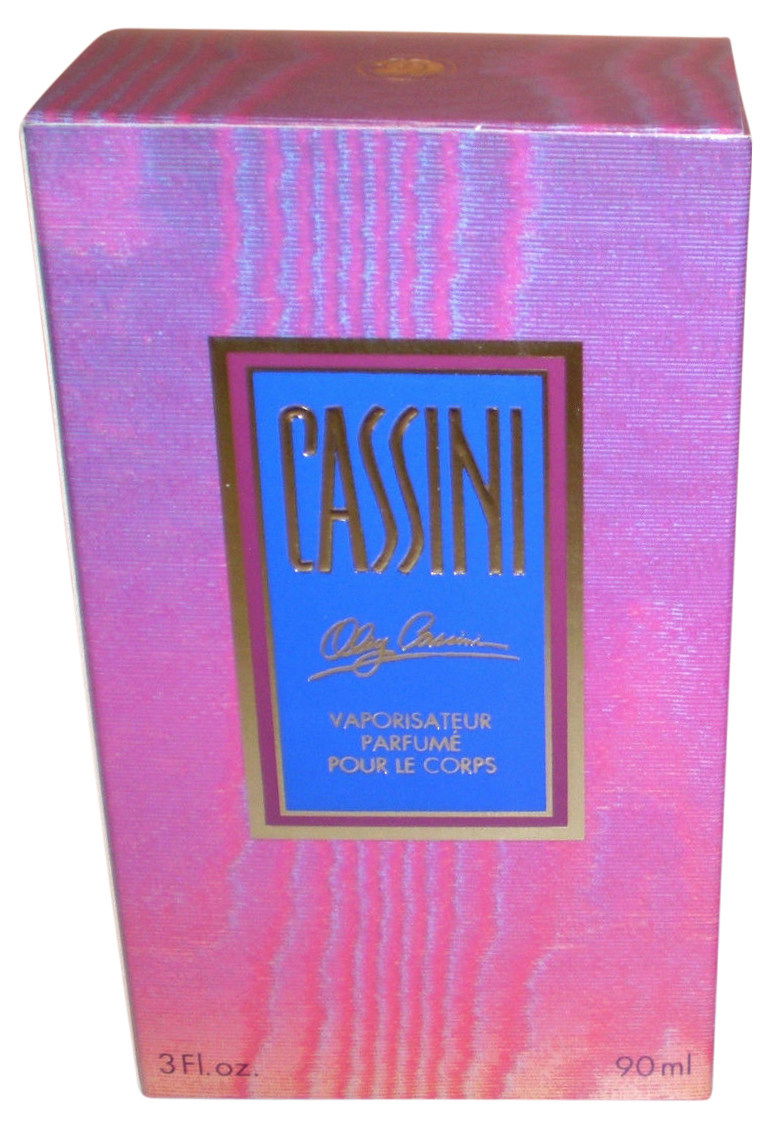 CASSINI
Oleg Cassini
VAPORISATEUR
PARFUMÉ
POUR LE CORPS
3 Fl. oz.
90 ml